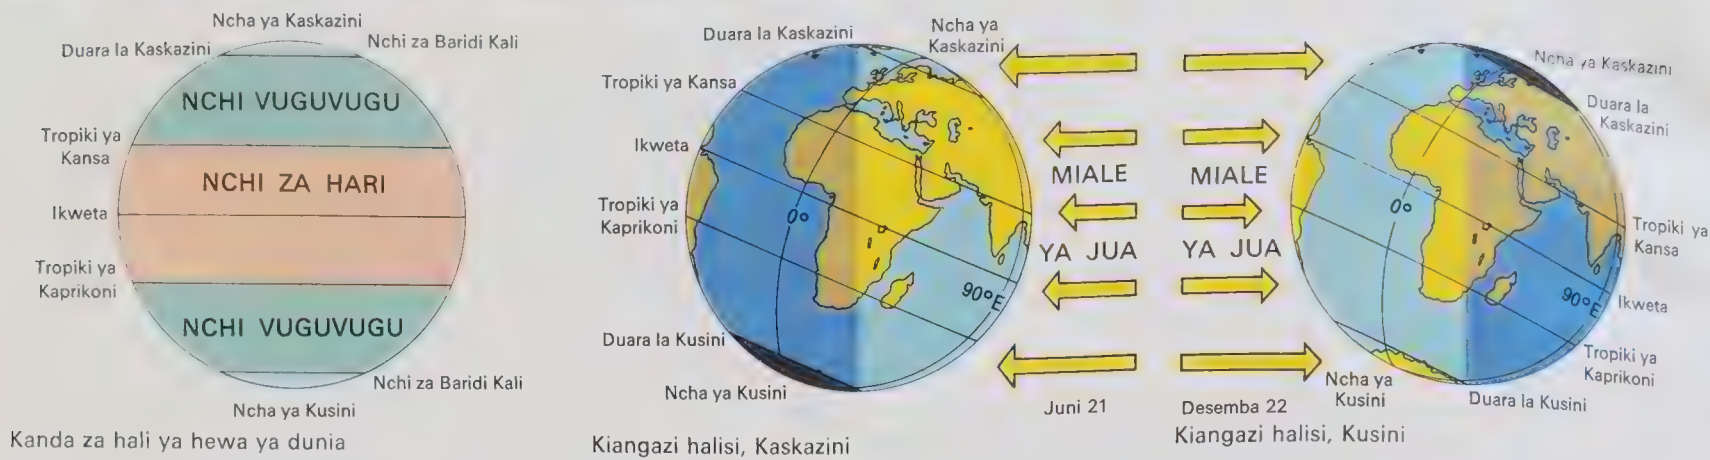 Ncha ya Kaskazini
Duara la Kaskazini
Nchi za Baridi Kali
NCHI VUGUVUGU
Tropiki ya
Kansa
NCHI ZA HARI
Ikweta
Tropiki ya
Kaprikoni
NCHI VUGUVUGU
Nchi za Baridi Kali
Ncha ya Kusini
Kanda za hali ya hewa ya dunia
Duara la Kaskazini
Ncha ya
Kaskazini
Tropiki ya Kansa
Ikweta
Tropiki ya
Kaprikoni
0°
90°E
Duara la Kusini
Ncha ya Kusini
Kiangazi halisi, Kaskazini
MIALE
YA JUA
Juni 21
MIALE
YA JUA
Desemba 22
Ncha ya Kaskazini
Duara la
Kaskazini
0°
Tropiki ya
Kansa
90°E
Ikweta
Tropiki ya
Kaprikoni
Ncha ya
Kusini
Duara la Kusini
Kiangazi halisi, Kusini